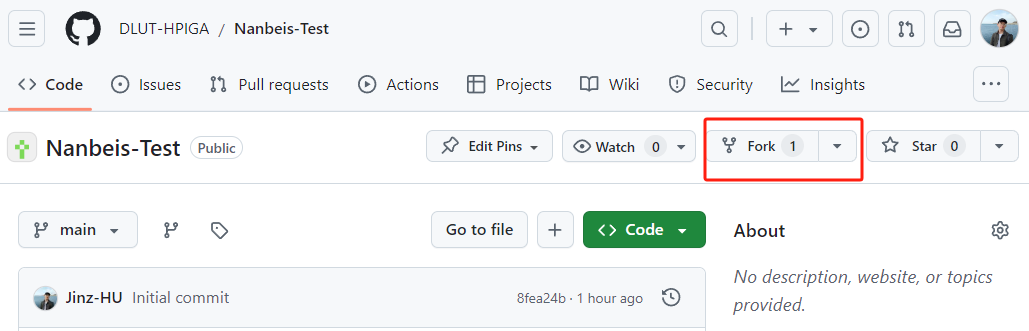 DLUT-HPIGA / Nanbeis-Test
Code Issues Pull requests Actions Projects Wiki Security Insights
Nanbeis-Test Public Edit Pins Watch 0 Fork 1 Star 0
main Go to file Code About
No description, website, or topics
provided.
Jinz-HU Initial commit 8fea24b · 1 hour ago